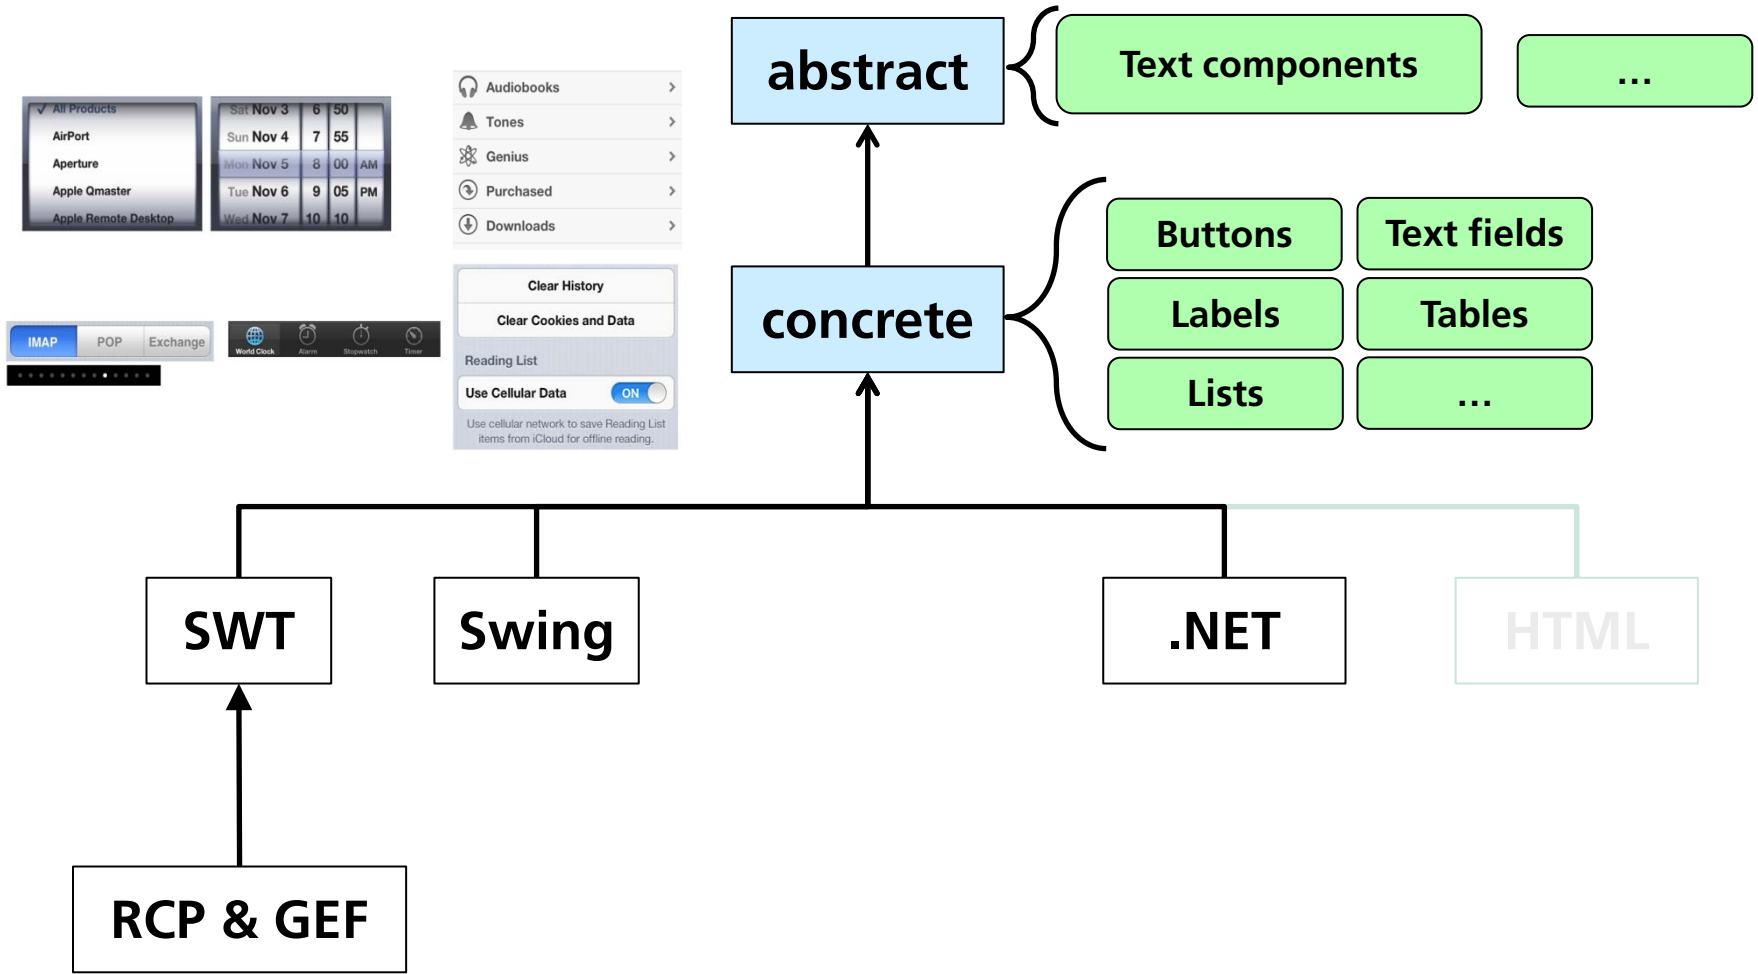 abstract
Text components
...
✓ All Products
AirPort
Aperture
Apple Qmaster
Apple Remote Desktop
Sat Nov 3 6 50
Sun Nov 4 7 55
Mon Nov 5 8 00 AM
Tue Nov 6 9 05 PM
Wed Nov 7 10 10
Audiobooks
Tones
Genius
Purchased
Downloads
concrete
Buttons
Text fields
Labels
Tables
Lists
...
IMAP POP Exchange
World Clock Alarm Stopwatch Timer
Clear History
Clear Cookies and Data
Reading List
Use Cellular Data ON
Use cellular network to save Reading List
items from iCloud for offline reading.
SWT
Swing
.NET
HTML
RCP & GEF